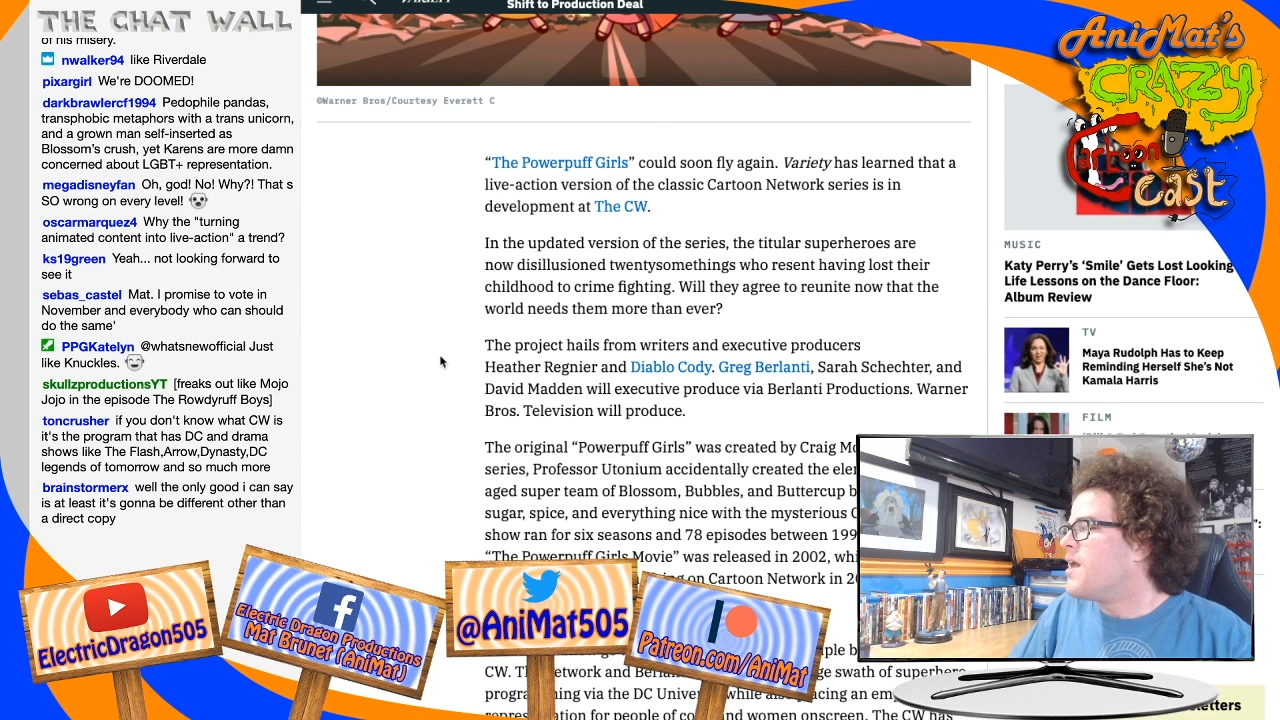 THE CHAT WALL
of his misery.
nwalker94 like Riverdale
pixargirl We're DOOMED!
darkbrawlercf1994 Pedophile pandas,
transphobic metaphors with a trans unicorn,
and a grown man self-inserted as
Blossom's crush, yet Karens are more damn
concerned about LGBT+ representation.
megadisneyfan Oh, god! No! Why?! That s
SO wrong on every level!
oscarmarquez4 Why the "turning
animated content into live-action" a trend?
ks19green Yeah... not looking forward to
see it
sebas_castel Mat. I promise to vote in
November and everybody who can should
do the same'
PPGKatelyn @whatsnewofficial Just
like Knuckles.
skullzproductionsYT [freaks out like Mojo
Jojo in the episode The Rowdyruff Boys]
toncrusher if you don't know what CW is
it's the program that has DC and drama
shows like The Flash,Arrow,Dynasty,DC
legends of tomorrow and so much more
brainstormerx well the only good i can say
is at least it's gonna be different other than
a direct copy
Shift to Production Deal
©Warner Bros/Courtesy Everett C
“The Powerpuff Girls” could soon fly again. Variety has learned that a
live-action version of the classic Cartoon Network series is in
development at The CW.
In the updated version of the series, the titular superheroes are
now disillusioned twentysomethings who resent having lost their
childhood to crime fighting. Will they agree to reunite now that the
world needs them more than ever?
The project hails from writers and executive producers
Heather Regnier and Diablo Cody. Greg Berlanti, Sarah Schechter, and
David Madden will executive produce via Berlanti Productions. Warner
Bros. Television will produce.
The original “Powerpuff Girls” was created by Craig
series, Professor Utonium accidentally created the
aged super team of Blossom, Bubbles, and Buttercup
sugar, spice, and everything nice with the mysterious
show ran for six seasons and 78 episodes between
“The Powerpuff Girls Movie” was released in 2002,
on Cartoon Network in
CW. network and
swath of superhero
programming via the DC while
representation for people of and women onscreen. The CW has
AniMat's
CRAZY
Cartoon
Cast
MUSIC
Katy Perry’s ‘Smile’ Gets Lost Looking
Life Lessons on the Dance Floor:
Album Review
TV
Maya Rudolph Has to Keep
Reminding Herself She’s Not
Kamala Harris
FILM
ElectricDragon505
Electric Dragon Productions
Mat Brunet (AniMat)
@AniMat505
Patreon.com/AniMat